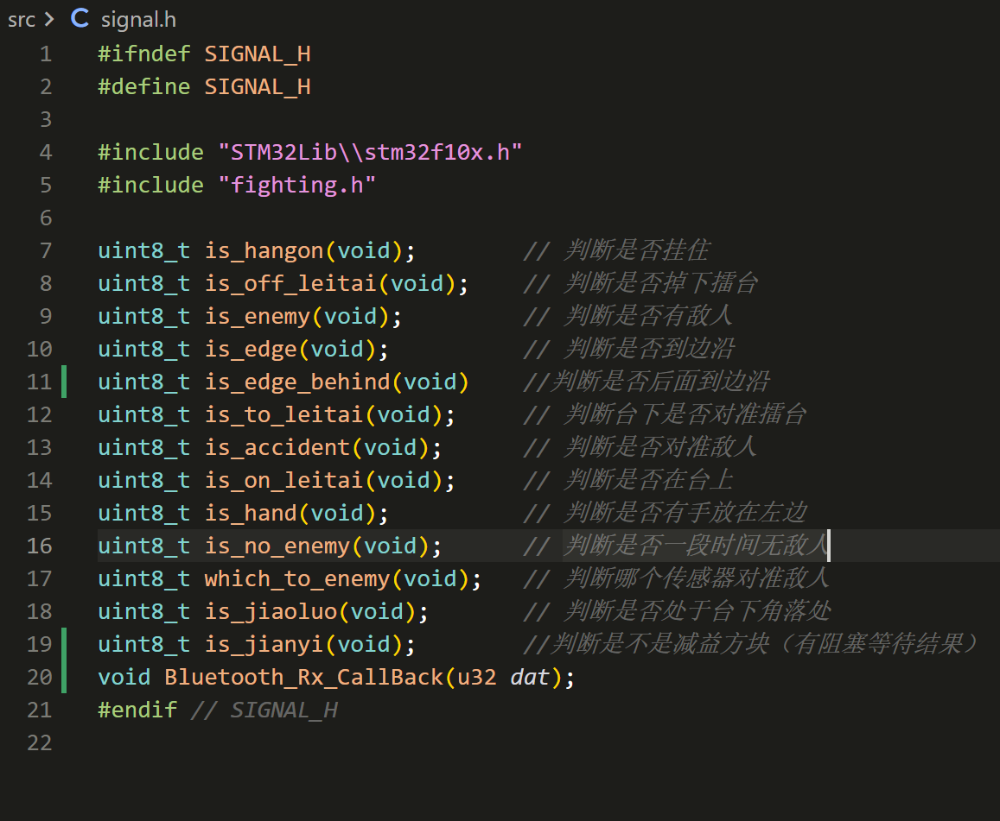 src > C signal.h
1 #ifndef SIGNAL_H
2 #define SIGNAL_H
3
4 #include "STM32Lib\\stm32f10x.h"
5 #include "fighting.h"
6
7 uint8_t is_hangon(void); // 判断是否挂住
8 uint8_t is_off_leitai(void); // 判断是否掉下擂台
9 uint8_t is_enemy(void); // 判断是否有敌人
10 uint8_t is_edge(void); // 判断是否到边沿
11 uint8_t is_edge_behind(void) //判断是否后面到边沿
12 uint8_t is_to_leitai(void); // 判断台下是否对准擂台
13 uint8_t is_accident(void); // 判断是否对准敌人
14 uint8_t is_on_leitai(void); // 判断是否在台上
15 uint8_t is_hand(void); // 判断是否有手放在左边
16 uint8_t is_no_enemy(void); // 判断是否一段时间无敌人
17 uint8_t which_to_enemy(void); // 判断哪个传感器对准敌人
18 uint8_t is_jiaoluo(void); // 判断是否处于台下角落处
19 uint8_t is_jianyi(void); //判断是不是减益方块（有阻塞等待结果）
20 void Bluetooth_Rx_CallBack(u32 dat);
21 #endif // SIGNAL_H
22